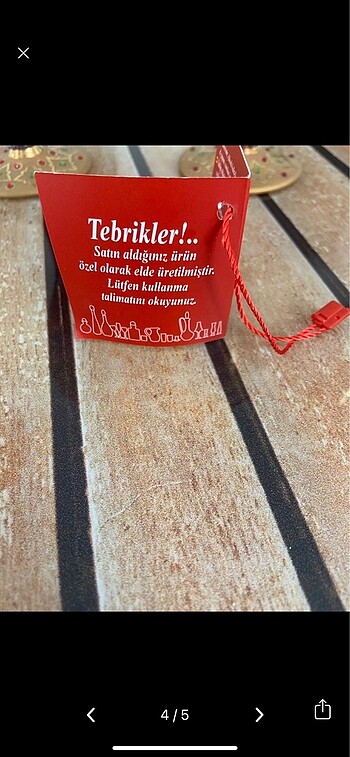 Tebrikler!..
Satın aldığınız ürün
özel olarak elde üretilmiştir.
Lütfen kullanma
talimatını okuyunuz.
4 / 5